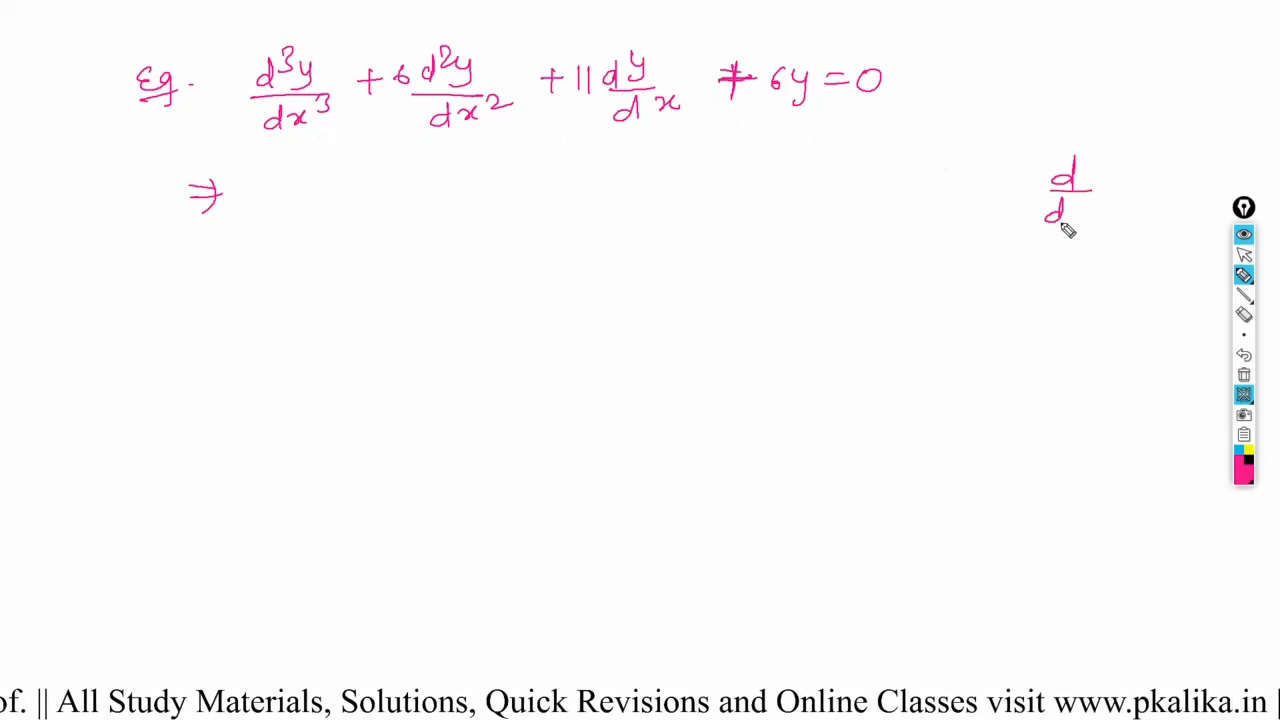 Eg. d³y/dx³ + 6 d²y/dx² + 11 dy/dx + 6y = 0
⇒
d/d
of. || All Study Materials, Solutions, Quick Revisions and Online Classes visit www.pkalika.in |